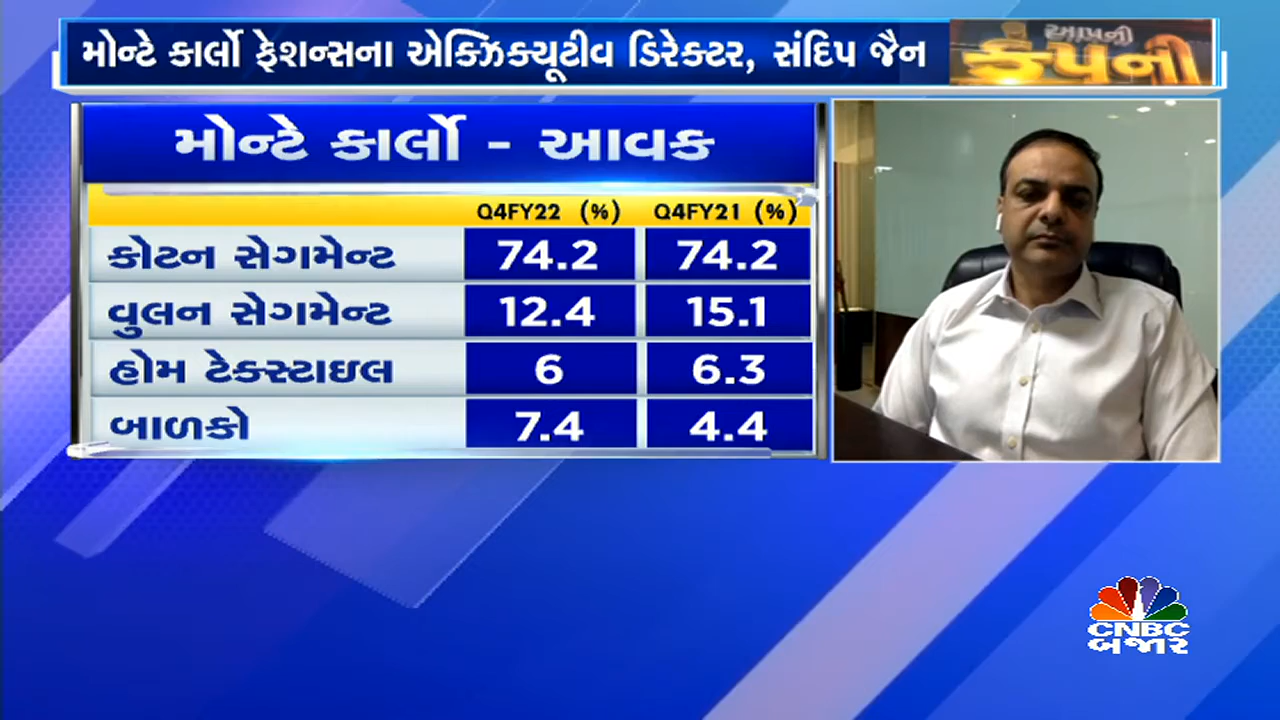 મોન્ટે કાર્લો ફેશન્સના એક્ઝિક્યૂટીવ ડિરેક્ટર, સંદિપ જૈન
આપની
કંપની
મોન્ટે કાર્લો - આવક
Q4FY22 (%) Q4FY21 (%)
કોટન સેગમેન્ટ 74.2 74.2
વુલન સેગમેન્ટ 12.4 15.1
હોમ ટેક્સ્ટાઇલ 6 6.3
બાળકો 7.4 4.4
CNBC
બજાર